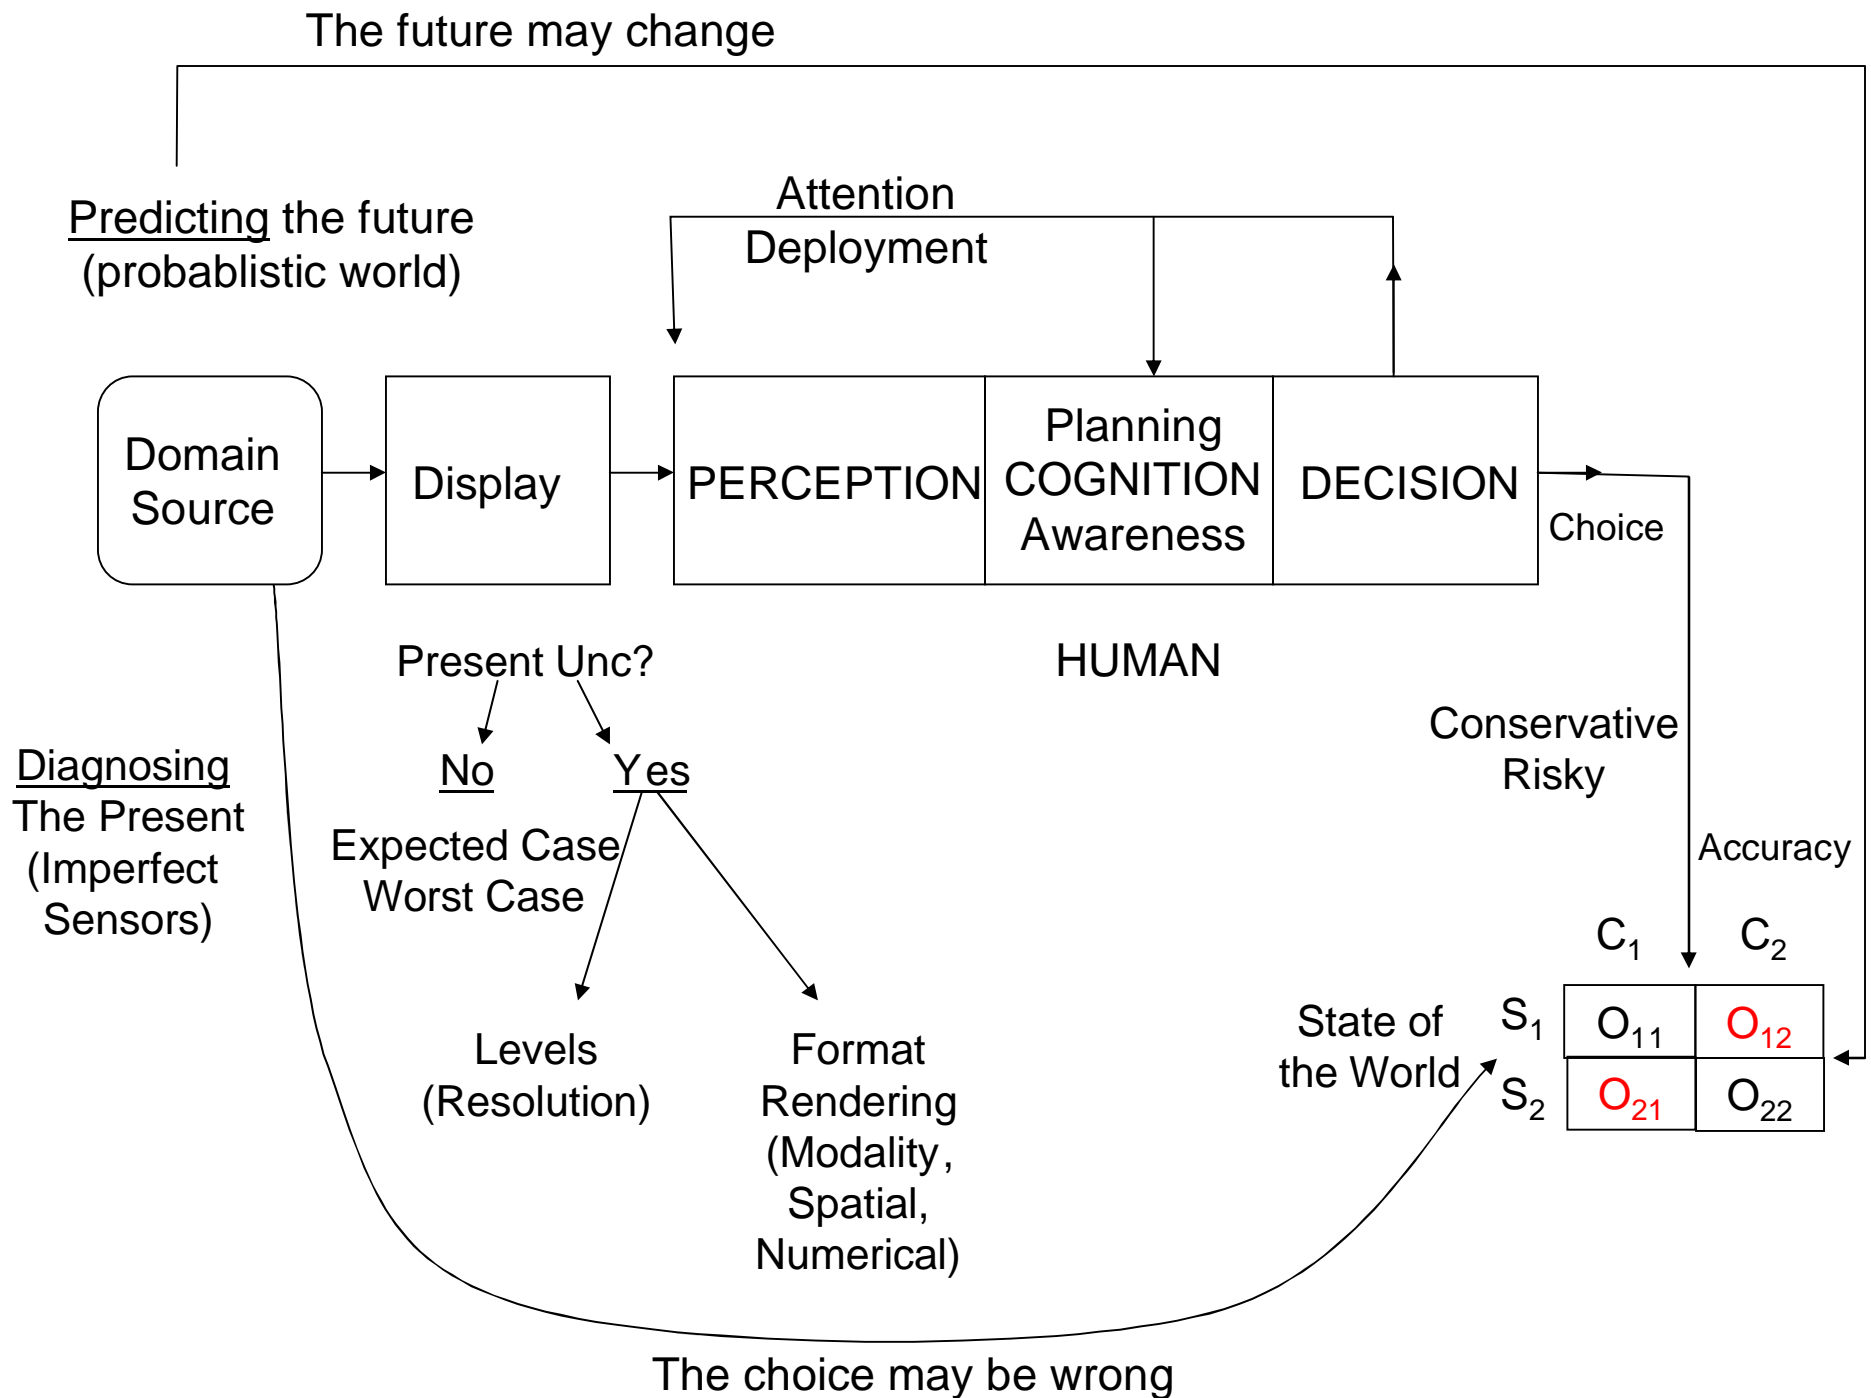 The future may change
Predicting the future
(probablistic world)
Attention
Deployment
Domain
Source
Display
PERCEPTION
Planning
COGNITION
Awareness
DECISION
Choice
Present Unc?
HUMAN
No
Yes
Expected Case
Worst Case
Diagnosing
The Present
(Imperfect
Sensors)
Levels
(Resolution)
Format
Rendering
(Modality,
Spatial,
Numerical)
Conservative
Risky
Accuracy
C₁ C₂
State of
the World
S₁ O₁₁ O₁₂
S₂ O₂₁ O₂₂
The choice may be wrong